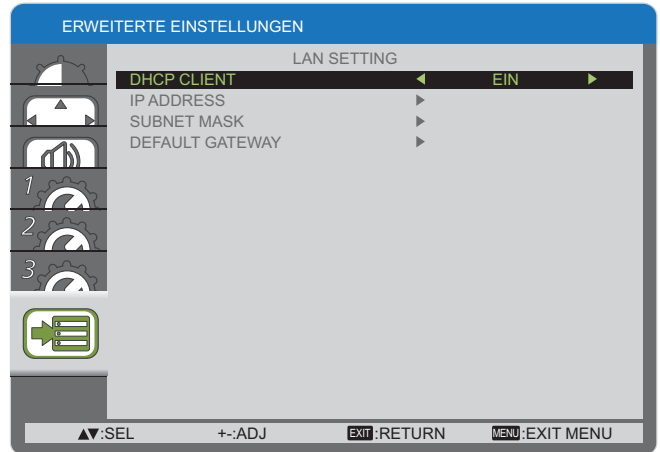 ERWEITERTE EINSTELLUNGEN
LAN SETTING
DHCP CLIENT EIN
IP ADDRESS
SUBNET MASK
DEFAULT GATEWAY
1
2
3
▲▼:SEL +-:ADJ EXIT:RETURN MENU:EXIT MENU